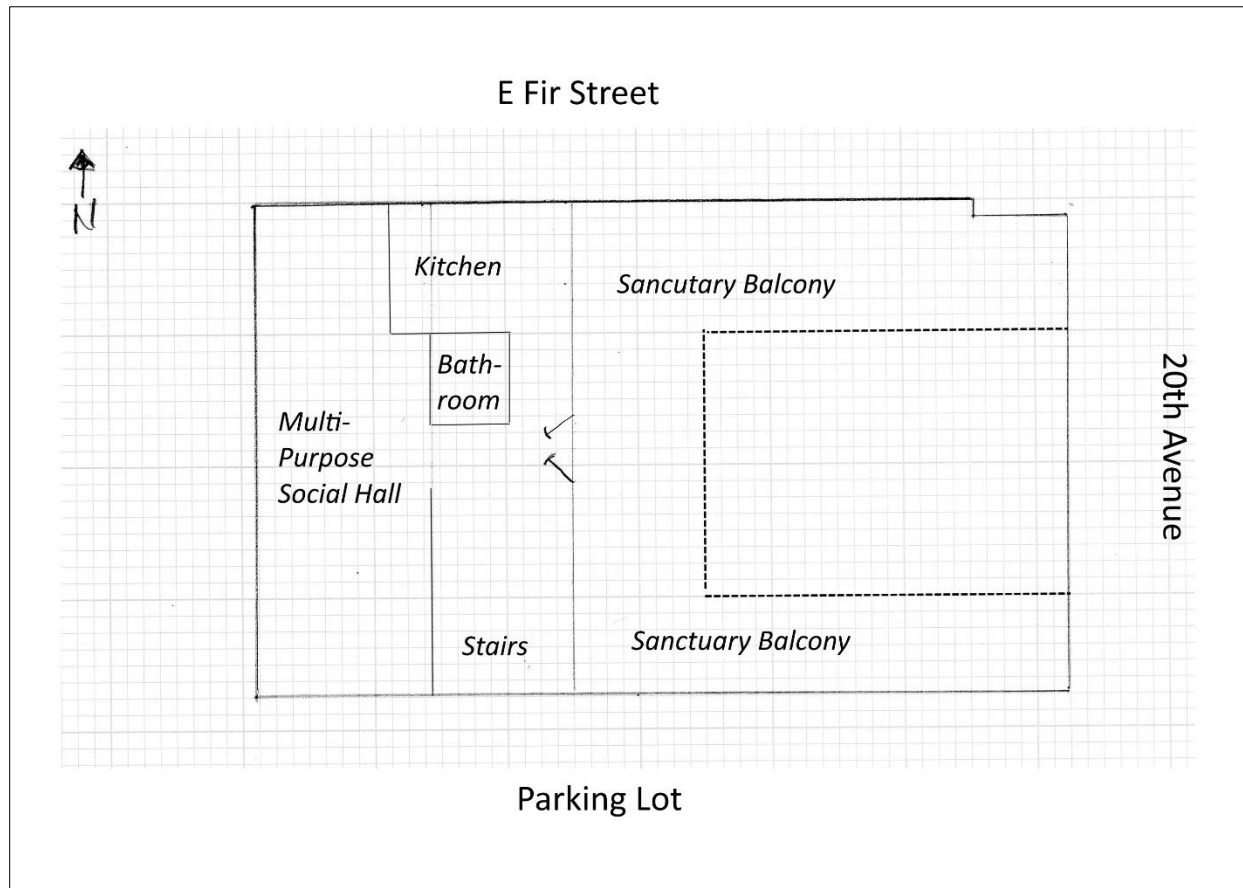 E Fir Street
N
Kitchen
Sancutary Balcony
Bath-
room
20th Avenue
Multi-
Purpose
Social Hall
Stairs
Sanctuary Balcony
Parking Lot